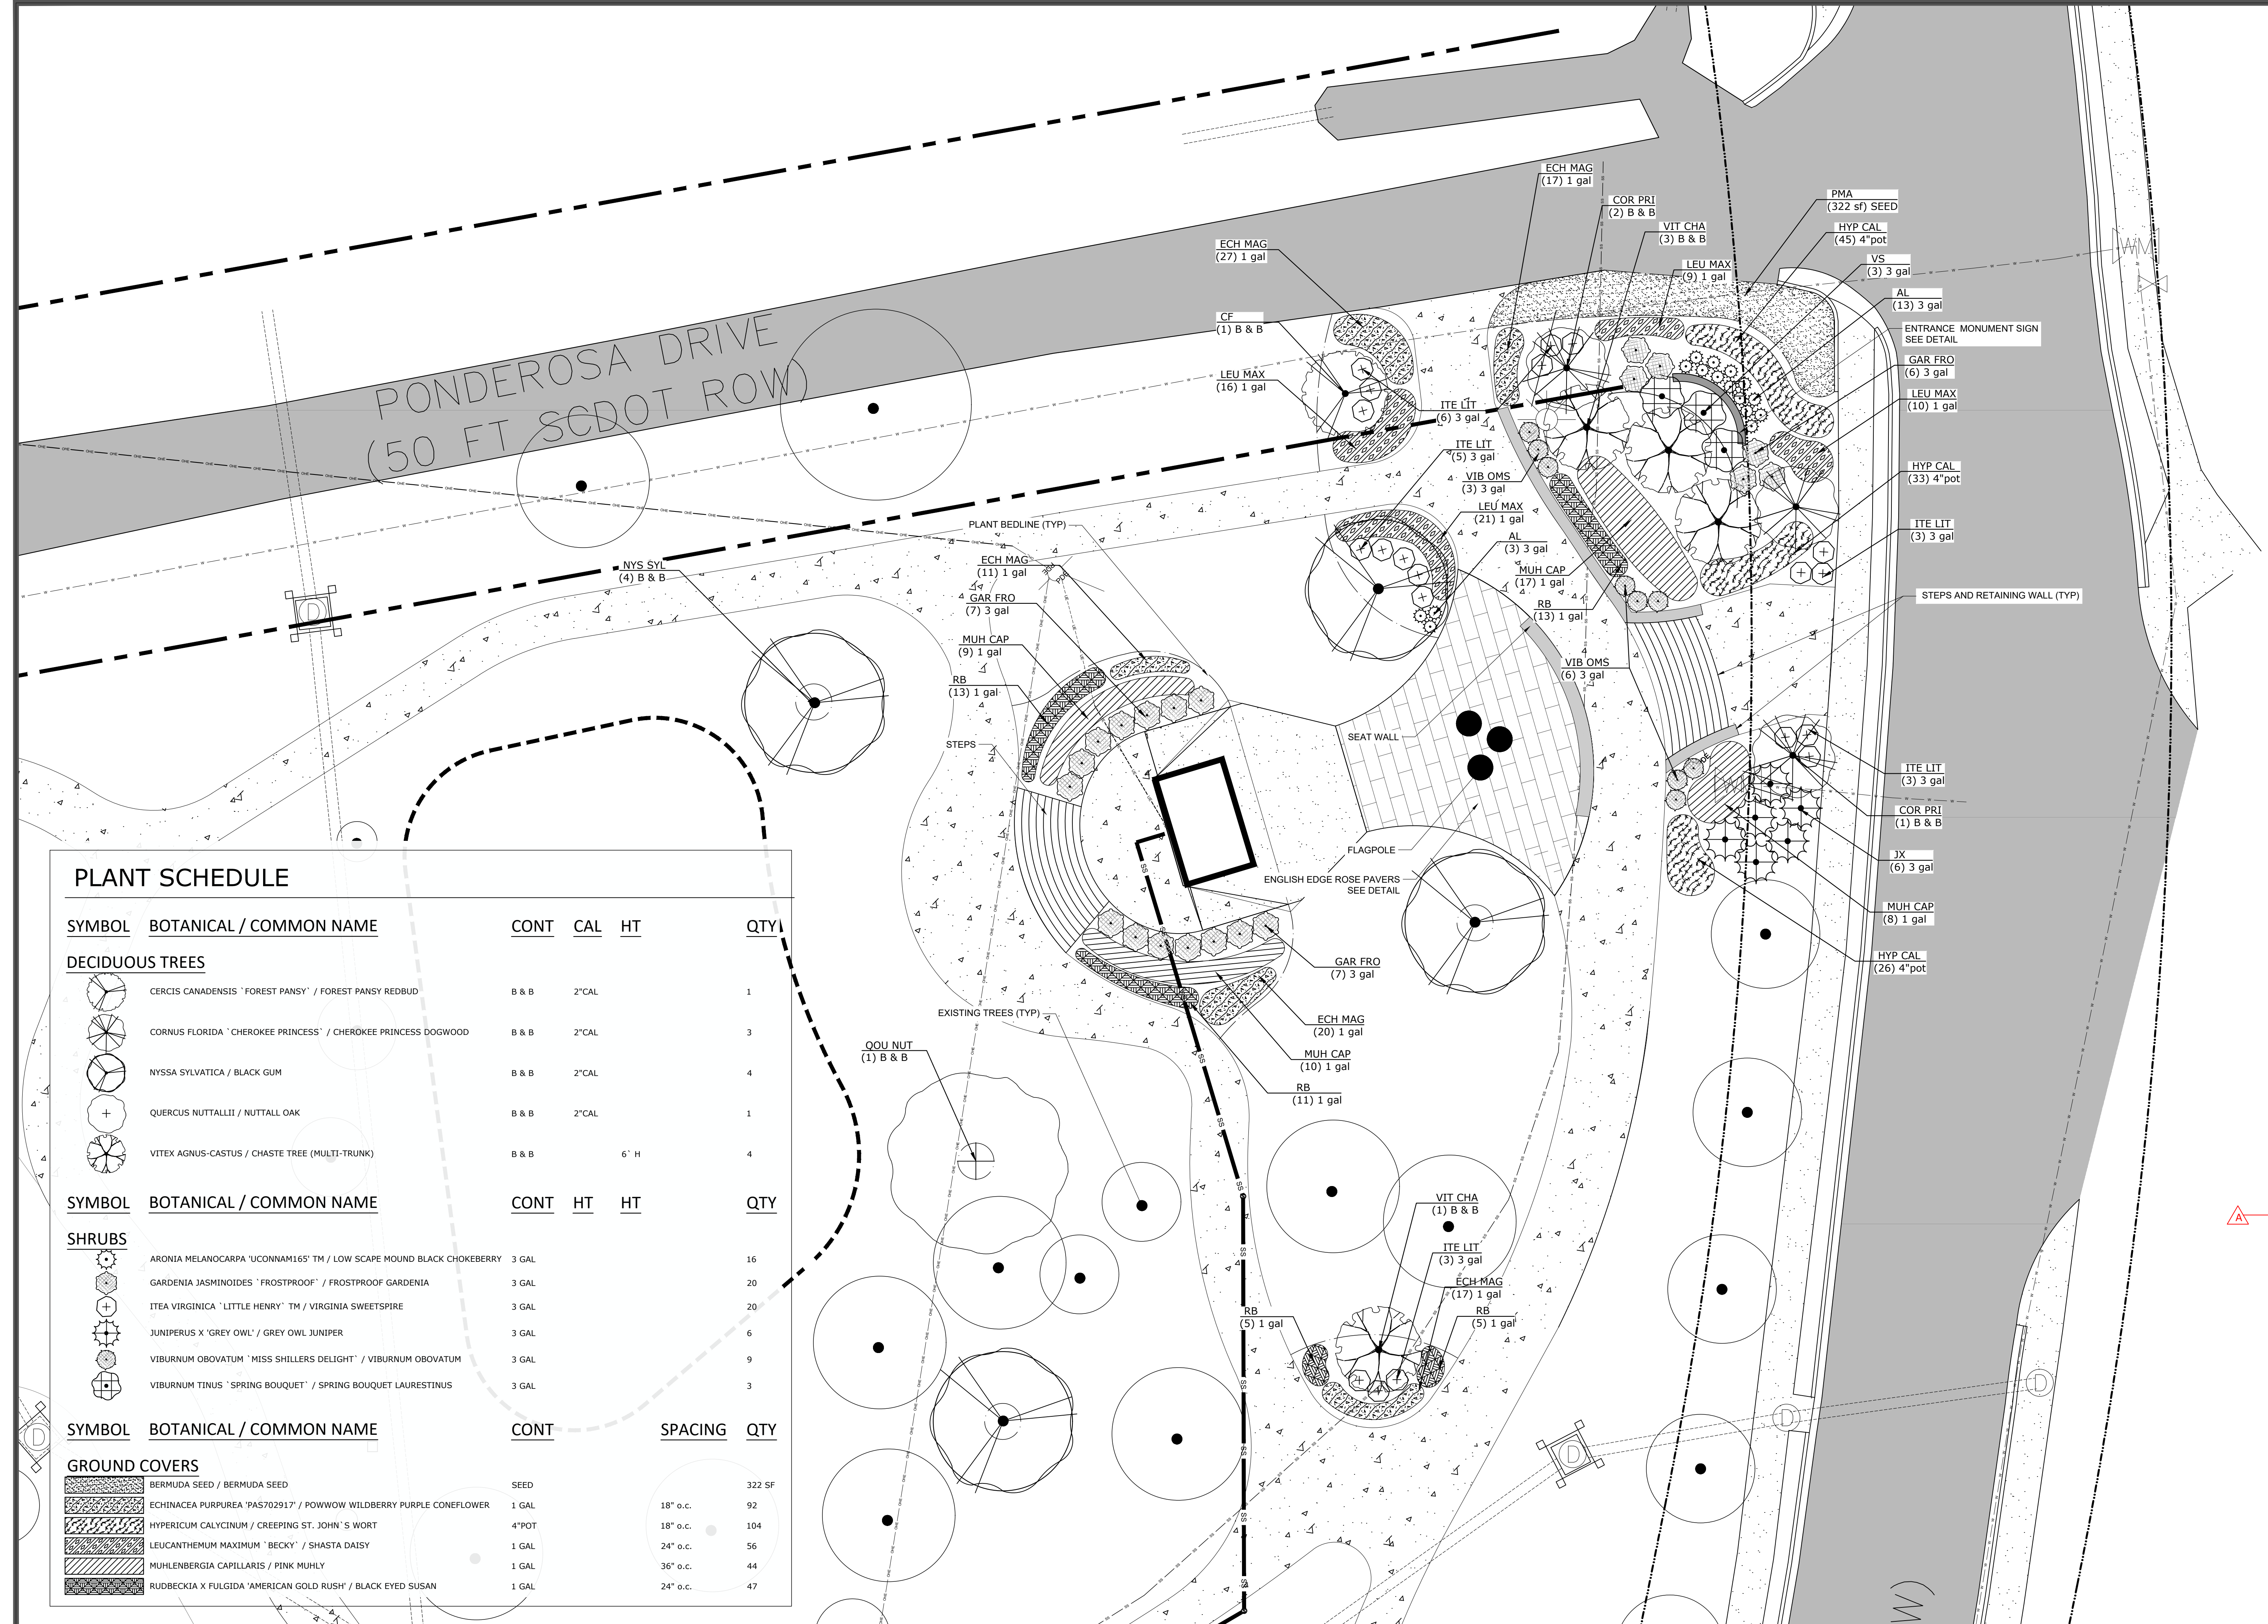 PONDEROSA DRIVE
(50 FT SCDOT ROW)
ECH MAG
(17) 1 gal
COR PRI
(2) B & B
VIT CHA
(3) B & B
LEU MAX
(9) 1 gal
PMA
(322 sf) SEED
HYP CAL
(45) 4"pot
VS
(3) 3 gal
AL
(13) 3 gal
ENTRANCE MONUMENT SIGN
SEE DETAIL
GAR FRO
(6) 3 gal
LEU MAX
(10) 1 gal
HYP CAL
(33) 4"pot
ITE LIT
(3) 3 gal
STEPS AND RETAINING WALL (TYP)
ECH MAG
(27) 1 gal
CF
(1) B & B
LEU MAX
(16) 1 gal
ITE LIT
(6) 3 gal
ITE LIT
(5) 3 gal
VIB OMS
(3) 3 gal
LEU MAX
(21) 1 gal
AL
(3) 3 gal
MUH CAP
(17) 1 gal
RB
(13) 1 gal
VIB OMS
(6) 3 gal
PLANT BEDLINE (TYP)
NYS SYL
(4) B & B
ECH MAG
(11) 1 gal
GAR FRO
(7) 3 gal
MUH CAP
(9) 1 gal
RB
(13) 1 gal
STEPS
SEAT WALL
FLAGPOLE
ENGLISH EDGE ROSE PAVERS
SEE DETAIL
ITE LIT
(3) 3 gal
COR PRI
(1) B & B
JX
(6) 3 gal
MUH CAP
(8) 1 gal
HYP CAL
(26) 4"pot
GAR FRO
(7) 3 gal
ECH MAG
(20) 1 gal
MUH CAP
(10) 1 gal
RB
(11) 1 gal
EXISTING TREES (TYP)
QOU NUT
(1) B & B
VIT CHA
(1) B & B
ITE LIT
(3) 3 gal
ECH MAG
(17) 1 gal
RB
(5) 1 gal
RB
(5) 1 gal
A
D
D
D
D
D
WM
PLANT SCHEDULE
SYMBOL BOTANICAL / COMMON NAME CONT CAL HT QTY
DECIDUOUS TREES
CERCIS CANADENSIS `FOREST PANSY` / FOREST PANSY REDBUD B & B 2"CAL 1
CORNUS FLORIDA `CHEROKEE PRINCESS` / CHEROKEE PRINCESS DOGWOOD B & B 2"CAL 3
NYSSA SYLVATICA / BLACK GUM B & B 2"CAL 4
QUERCUS NUTTALLII / NUTTALL OAK B & B 2"CAL 1
VITEX AGNUS-CASTUS / CHASTE TREE (MULTI-TRUNK) B & B 6` H 4
SYMBOL BOTANICAL / COMMON NAME CONT HT HT QTY
SHRUBS
ARONIA MELANOCARPA 'UCONNAM165' TM / LOW SCAPE MOUND BLACK CHOKEBERRY 3 GAL 16
GARDENIA JASMINOIDES `FROSTPROOF` / FROSTPROOF GARDENIA 3 GAL 20
ITEA VIRGINICA `LITTLE HENRY` TM / VIRGINIA SWEETSPIRE 3 GAL 20
JUNIPERUS X 'GREY OWL' / GREY OWL JUNIPER 3 GAL 6
VIBURNUM OBOVATUM `MISS SHILLERS DELIGHT` / VIBURNUM OBOVATUM 3 GAL 9
VIBURNUM TINUS `SPRING BOUQUET` / SPRING BOUQUET LAURESTINUS 3 GAL 3
SYMBOL BOTANICAL / COMMON NAME CONT SPACING QTY
GROUND COVERS
BERMUDA SEED / BERMUDA SEED SEED 322 SF
ECHINACEA PURPUREA 'PAS702917' / POWWOW WILDBERRY PURPLE CONEFLOWER 1 GAL 18" o.c. 92
HYPERICUM CALYCINUM / CREEPING ST. JOHN`S WORT 4"POT 18" o.c. 104
LEUCANTHEMUM MAXIMUM `BECKY` / SHASTA DAISY 1 GAL 24" o.c. 56
MUHLENBERGIA CAPILLARIS / PINK MUHLY 1 GAL 36" o.c. 44
RUDBECKIA X FULGIDA 'AMERICAN GOLD RUSH' / BLACK EYED SUSAN 1 GAL 24" o.c. 47